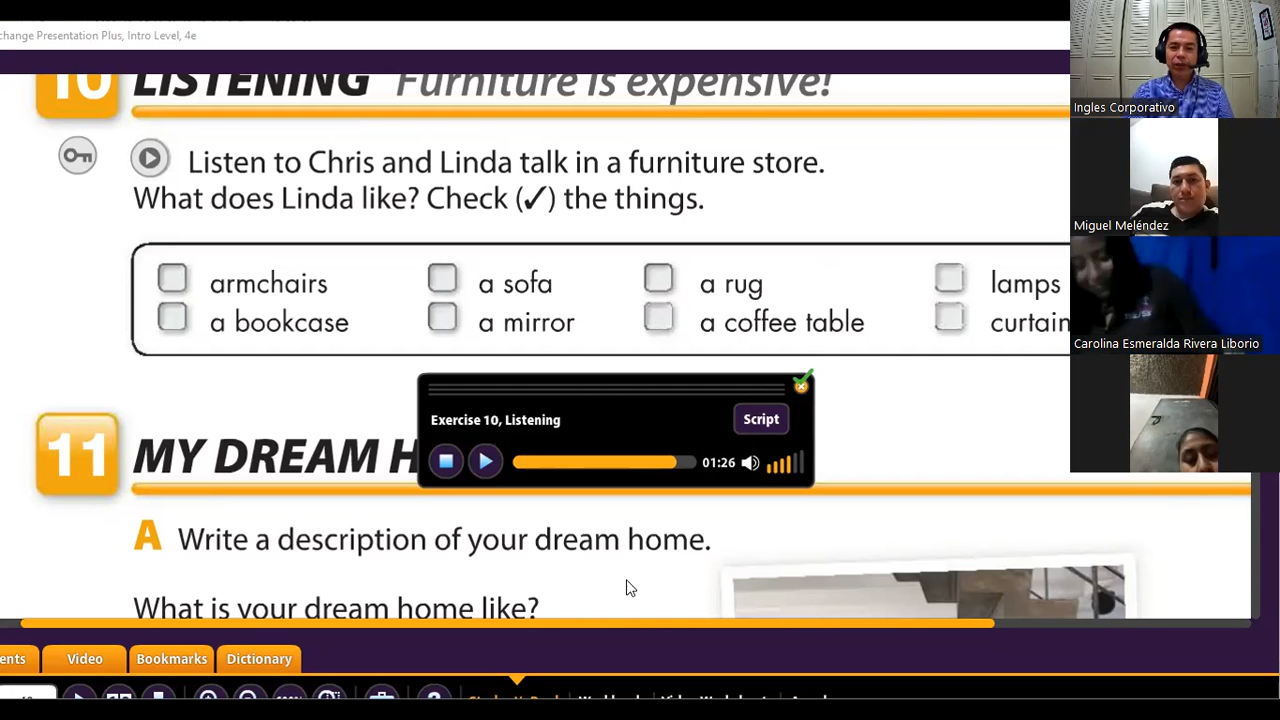 change Presentation Plus, Intro Level, 4e
10 LISTENING Furniture is expensive!
Listen to Chris and Linda talk in a furniture store.
What does Linda like? Check (✓) the things.
armchairs a sofa a rug lamps
a bookcase a mirror a coffee table curtain
Exercise 10, Listening Script
01:26
11 MY DREAM H
A Write a description of your dream home.
What is your dream home like?
ents Video Bookmarks Dictionary
Ingles Corporativo
Miguel Meléndez
Carolina Esmeralda Rivera Liborio